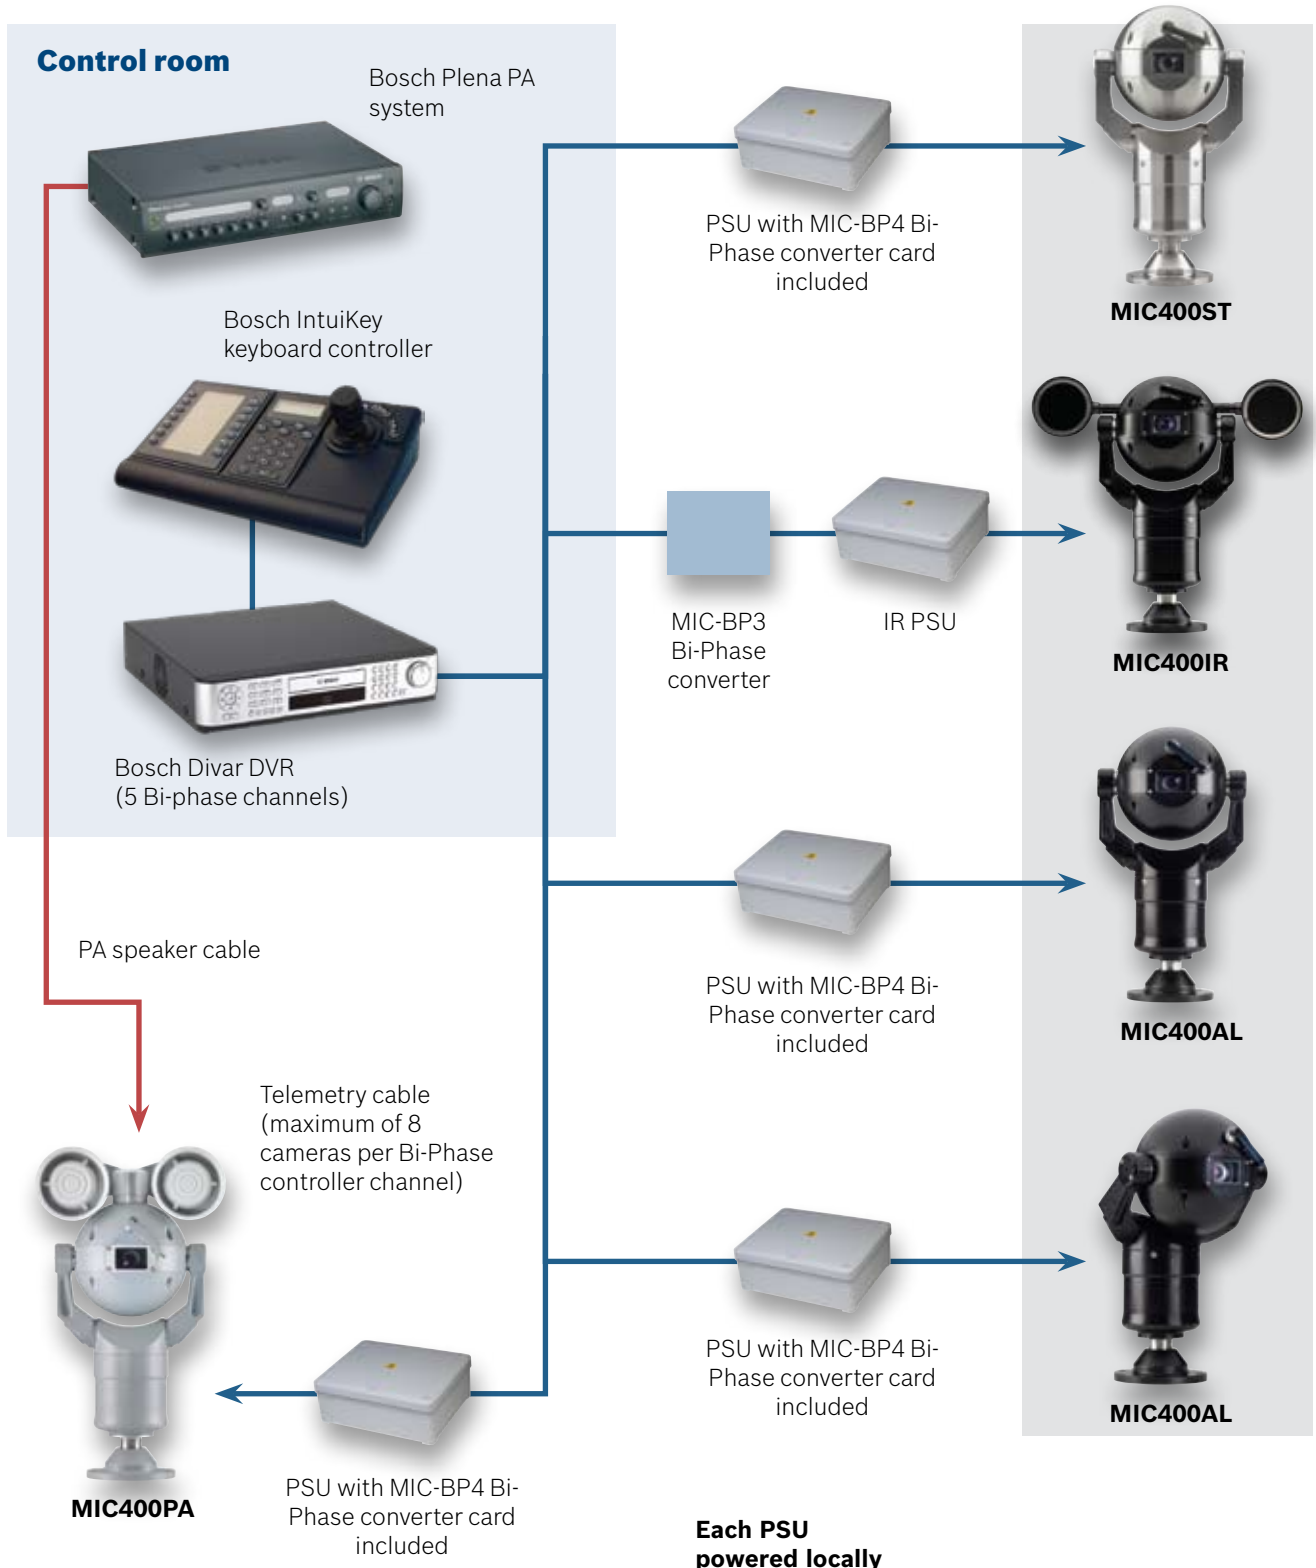 Control room
Bosch Plena PA
system
Bosch IntuiKey
keyboard controller
Bosch Divar DVR
(5 Bi-phase channels)
PA speaker cable
Telemetry cable
(maximum of 8
cameras per Bi-Phase
controller channel)
MIC400PA
PSU with MIC-BP4 Bi-
Phase converter card
included
PSU with MIC-BP4 Bi-
Phase converter card
included
MIC400ST
MIC-BP3
Bi-Phase
converter
IR PSU
MIC400IR
PSU with MIC-BP4 Bi-
Phase converter card
included
MIC400AL
PSU with MIC-BP4 Bi-
Phase converter card
included
MIC400AL
Each PSU
powered locally